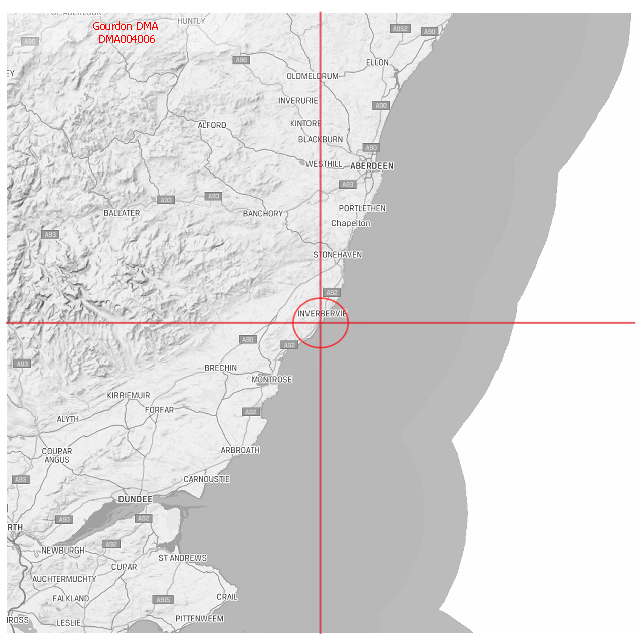 HUNTLY
Gourdon DMA
DMA004006
A952
A90
A96
ELLON
OLDMELDRUM
INVERURIE
A90
KINTORE
ALFORD
BLACKBURN
A90
WESTHILL
ABERDEEN
A93
A93
A93
PORTLETHEN
BALLATER
BANCHORY
Chapelton
A93
STONEHAVEN
A92
INVERBERVIE
A90
A92
A93
BRECHIN
MONTROSE
KIRRIEMUIR
FORFAR
A92
ALYTH
COUPAR
ANGUS
ARBROATH
A93
CARNOUSTIE
DUNDEE
A90
A92
RTH
A92
NEWBURGH
ST ANDREWS
CUPAR
AUCHTERMUCHTY
FALKLAND
A915
CRAIL
PITTENWEEM
LESLIE